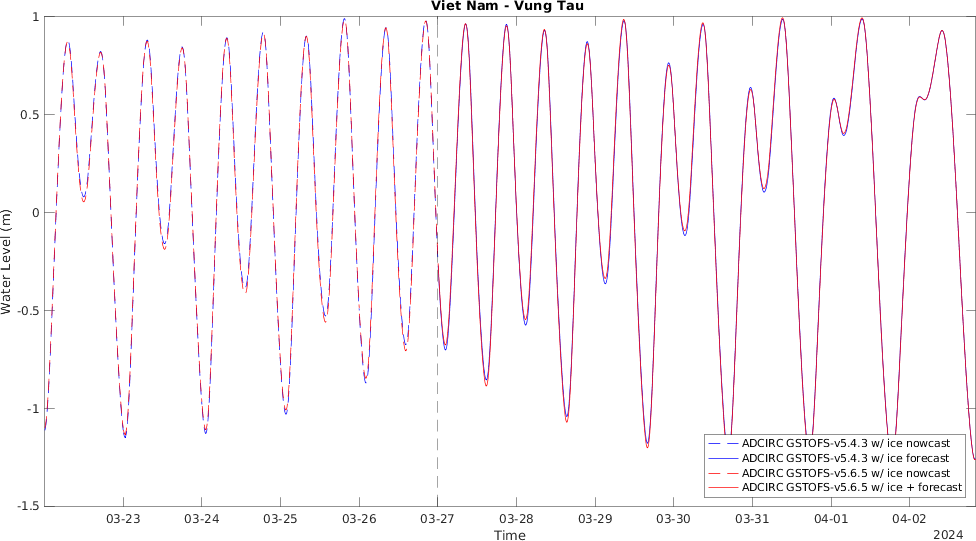 Viet Nam - Vung Tau
Water Level (m)
1
0.5
0
-0.5
-1
-1.5
ADCIRC GSTOFS-v5.4.3 w/ ice nowcast
ADCIRC GSTOFS-v5.4.3 w/ ice forecast
ADCIRC GSTOFS-v5.6.5 w/ ice nowcast
ADCIRC GSTOFS-v5.6.5 w/ ice + forecast
03-23 03-24 03-25 03-26 03-27 03-28 03-29 03-30 03-31 04-01 04-02
Time
2024